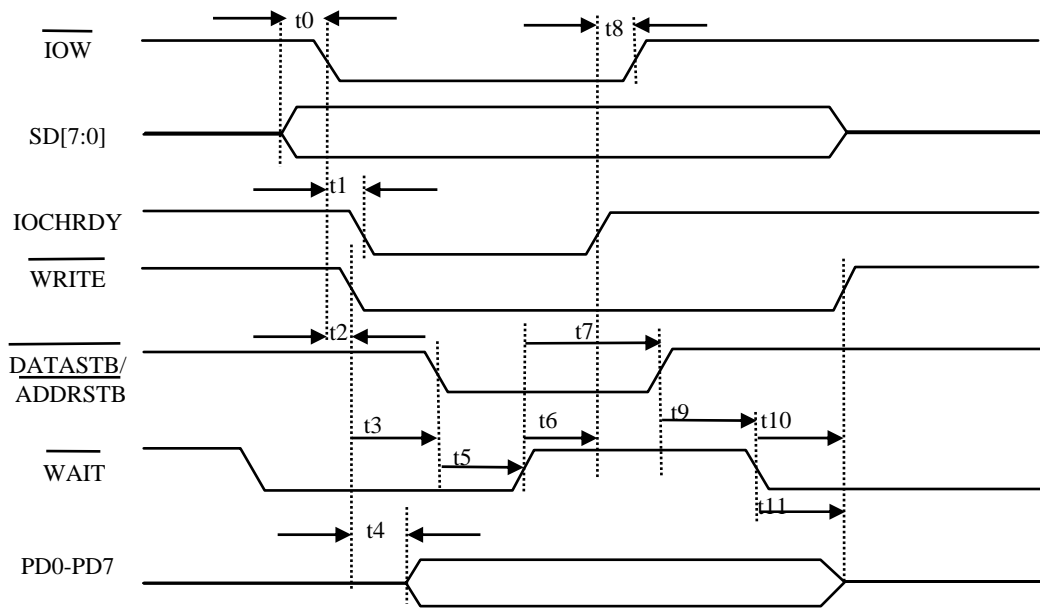 t0
t8
IOW
SD[7:0]
t1
IOCHRDY
WRITE
t2
t7
DATASTB/
ADDRSTB
t3
t6
t9
t10
t5
WAIT
t11
t4
PD0-PD7